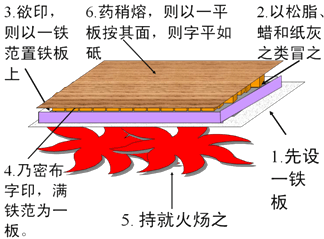 3.欲印,
则以一铁
范置铁板
上
6.药稍熔，则以一平
板按其面，则字平如
砥
2.以松脂、
蜡和纸灰
之类冒之
1.先设
一铁
板
4.乃密布
字印，满
铁范为一
板。
5. 持就火炀之